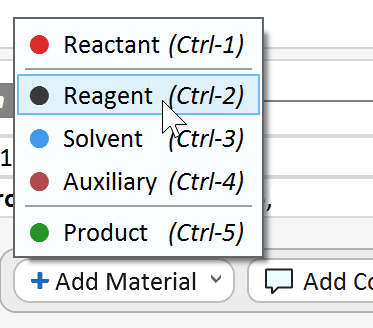 Reactant (Ctrl-1)
Reagent (Ctrl-2)
Solvent (Ctrl-3)
Auxiliary (Ctrl-4)
Product (Ctrl-5)
Add Material
Add Co